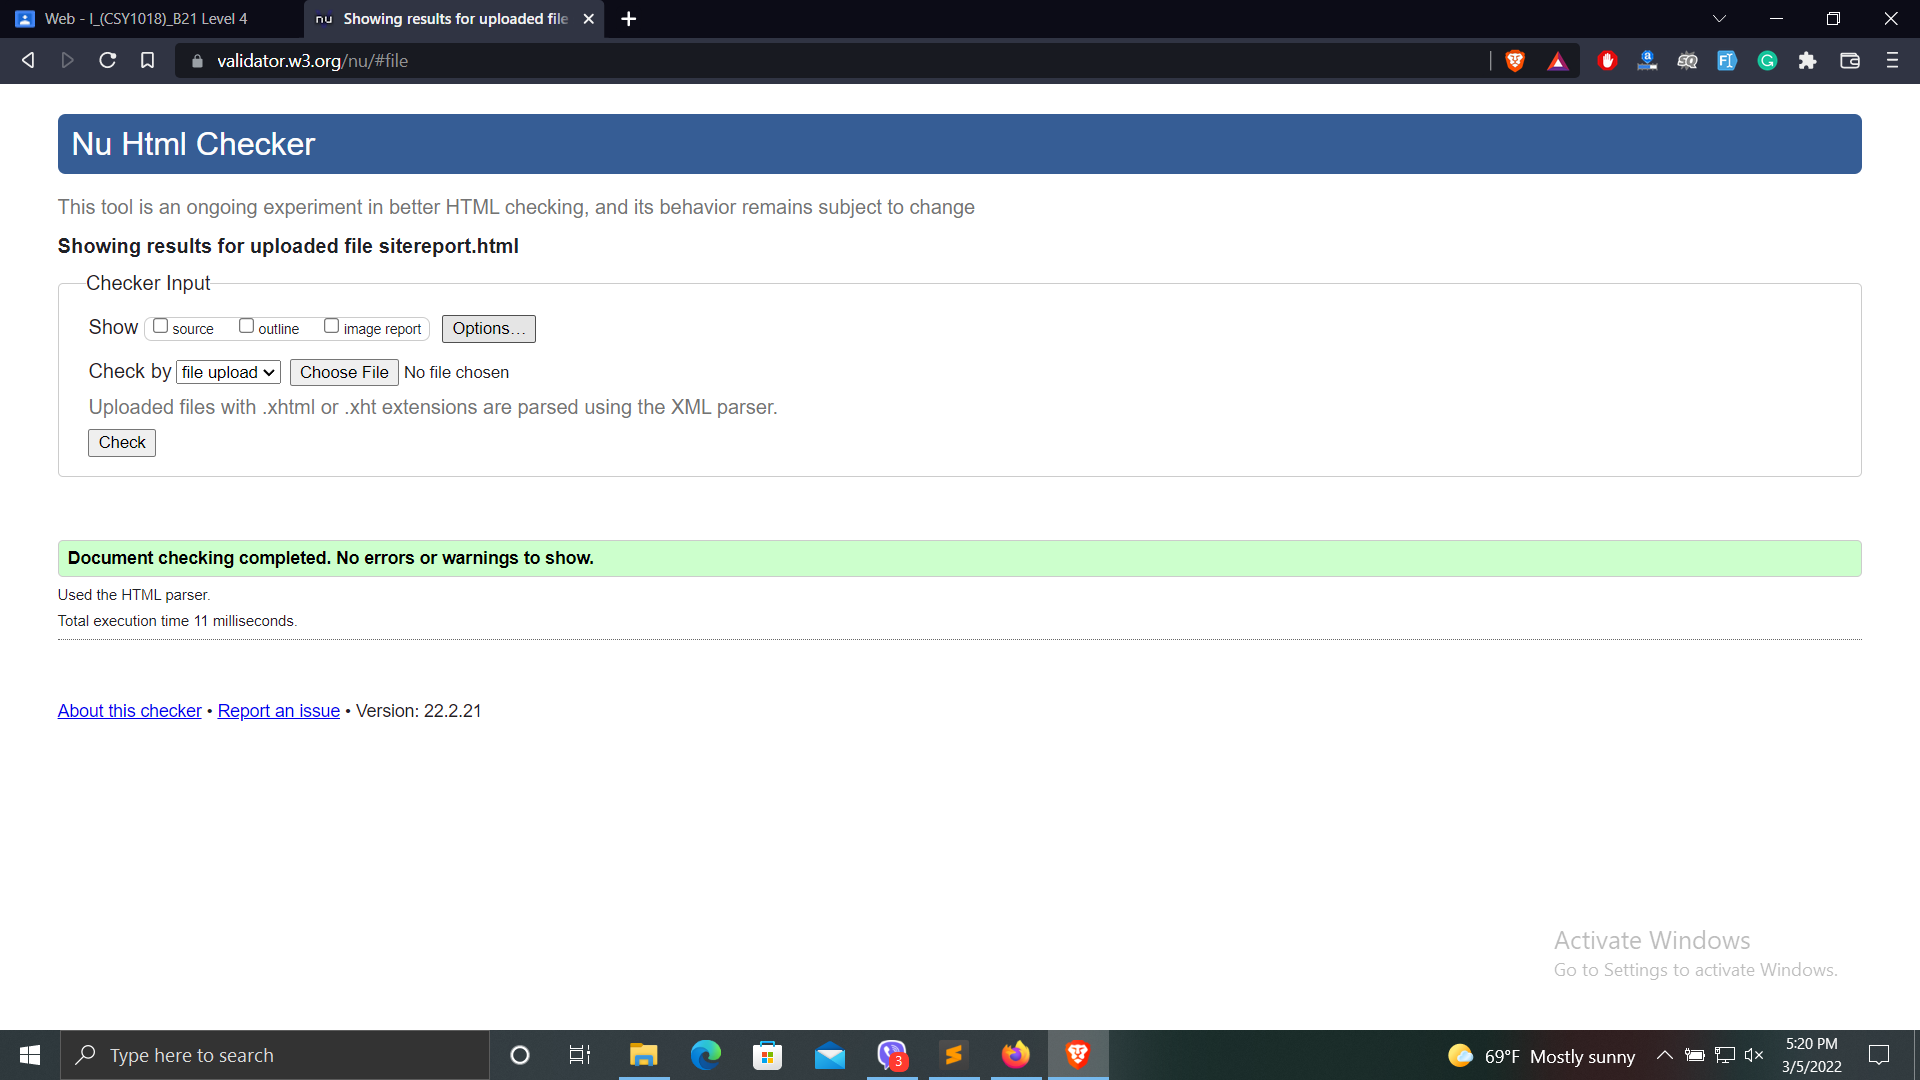 Web - I_(CSY1018)_B21 Level 4
nu Showing results for uploaded file
validator.w3.org/nu/#file
Nu Html Checker
This tool is an ongoing experiment in better HTML checking, and its behavior remains subject to change
Showing results for uploaded file sitereport.html
Checker Input
Show source outline image report Options...
Check by file upload Choose File No file chosen
Uploaded files with .xhtml or .xht extensions are parsed using the XML parser.
Check
Document checking completed. No errors or warnings to show.
Used the HTML parser.
Total execution time 11 milliseconds.
About this checker • Report an issue • Version: 22.2.21
Activate Windows
Go to Settings to activate Windows.
Type here to search
3
69°F Mostly sunny
5:20 PM
3/5/2022